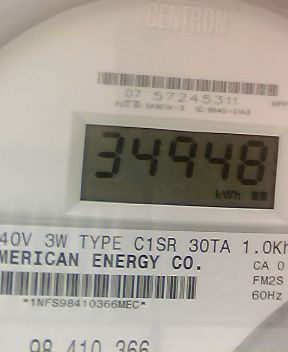 CENTRON
07 57245311
34948
kWh
40V 3W TYPE C1SR 30TA 1.0Kh
MERICAN ENERGY CO.
CA 0
FM2S
60Hz
*1NFS98410366MEC*
98 410 366